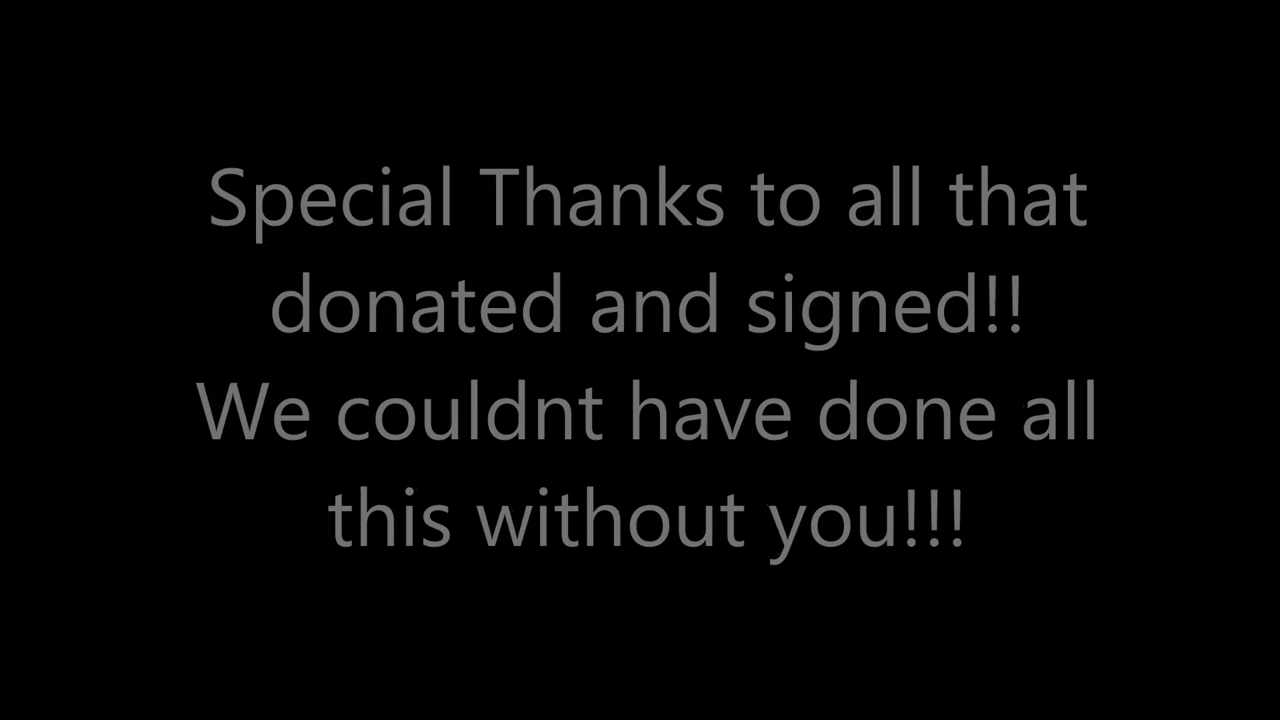 Special Thanks to all that
donated and signed!!
We couldnt have done all
this without you!!!